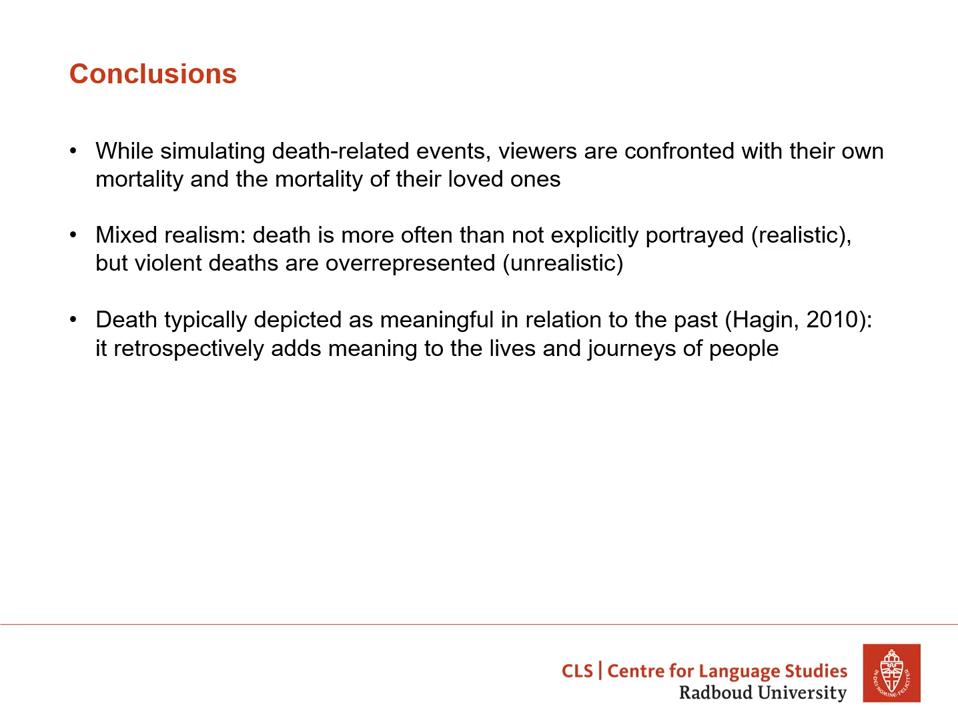 Conclusions
• While simulating death-related events, viewers are confronted with their own
mortality and the mortality of their loved ones
• Mixed realism: death is more often than not explicitly portrayed (realistic),
but violent deaths are overrepresented (unrealistic)
• Death typically depicted as meaningful in relation to the past (Hagin, 2010):
it retrospectively adds meaning to the lives and journeys of people
CLS | Centre for Language Studies
Radboud University